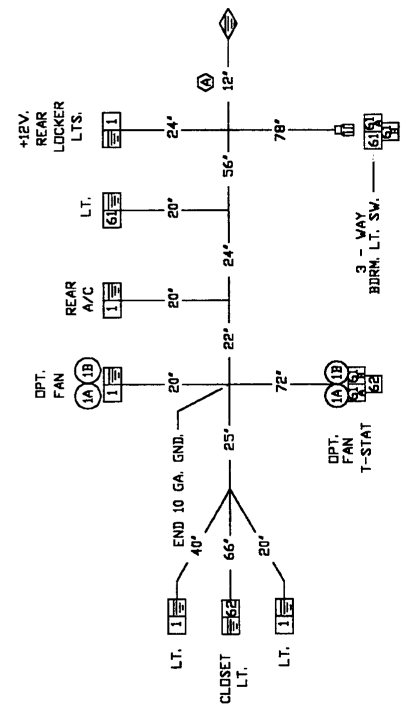 +12V.
REAR
LOCKER
LTS.
1
24"
A
12"
78"
61 61
A
61
B
3 - WAY
BDRM. LT. SW.
56"
LT.
61
20"
24"
REAR
A/C
1
20"
22"
OPT.
FAN
1A 1B
1
20"
72"
1A 1B
61 61
A B
62
OPT.
FAN
T-STAT
END 10 GA. GND.
25"
40"
66"
20"
1
LT.
62
CLOSET
LT.
1
LT.